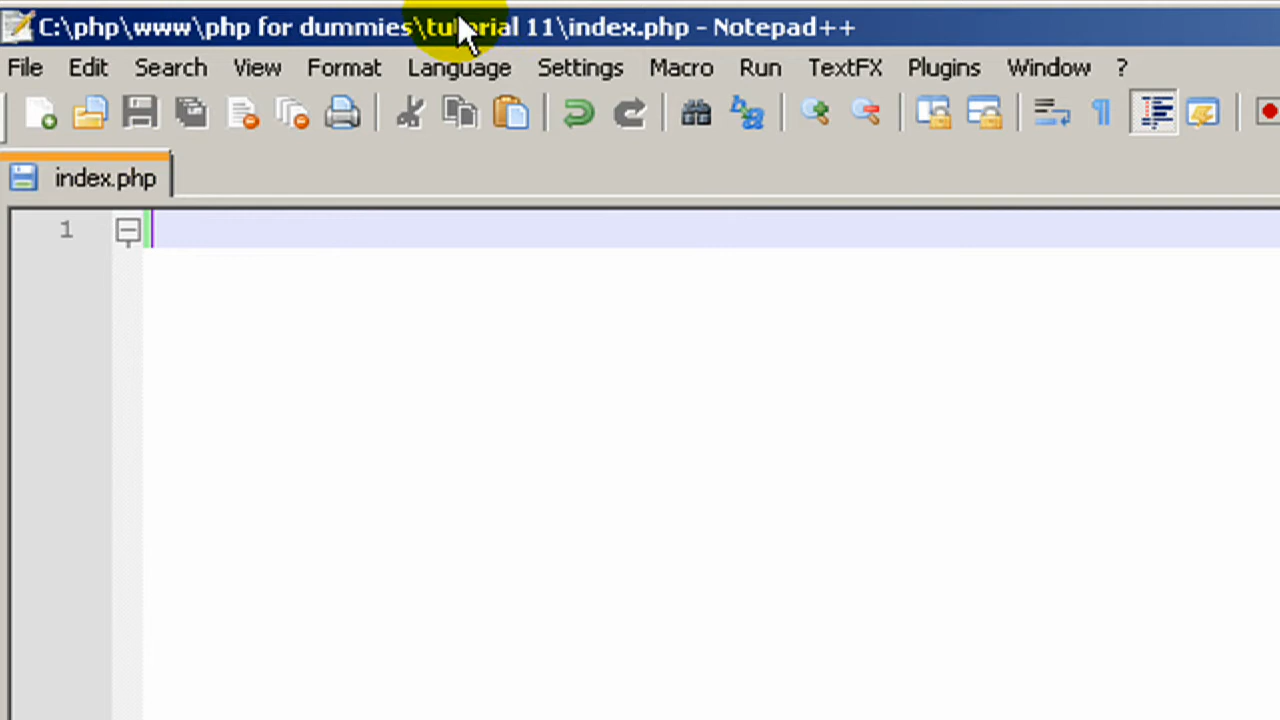 C:\php\www\php for dummies\tutorial 11\index.php - Notepad++
File Edit Search View Format Language Settings Macro Run TextFX Plugins Window ?
index.php
1